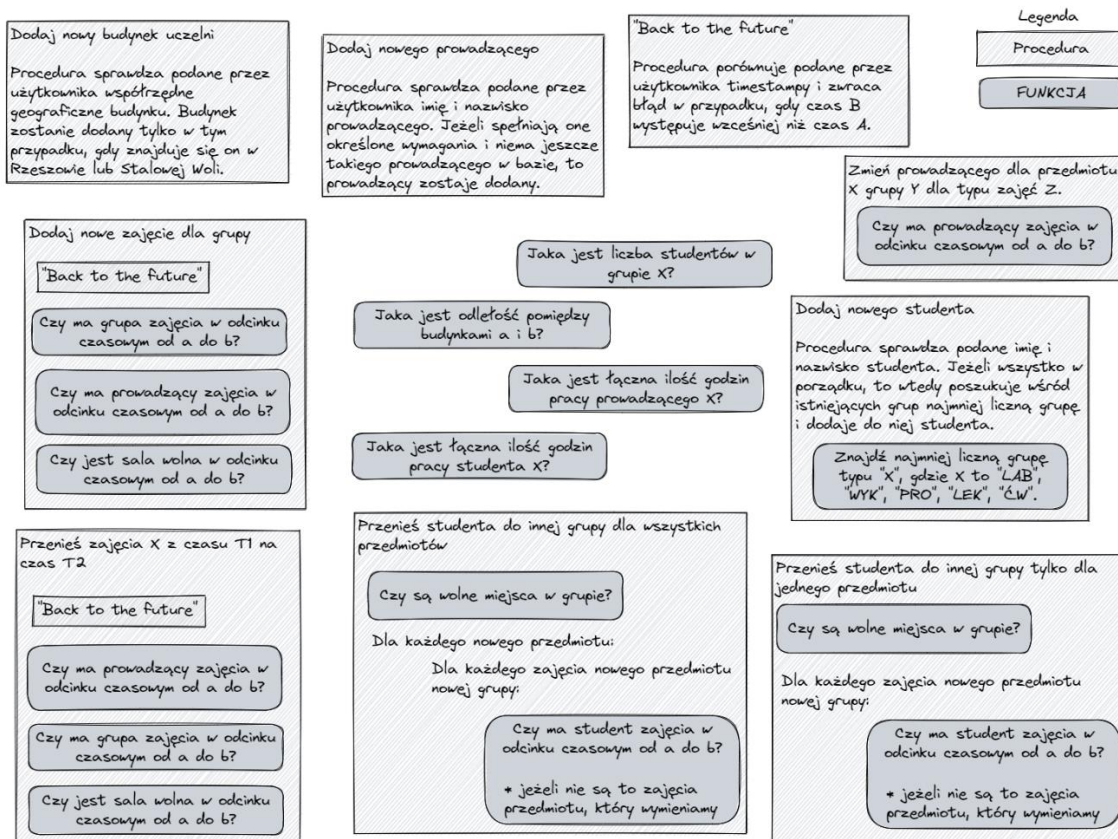 Dodaj nowy budynek uczelni
Procedura sprawdza podane przez
użytkownika współrzędne
geograficzne budynku. Budynek
zostanie dodany tylko w tym
przypadku, gdy znajduje się on w
Rzeszowie lub Stalowej Woli.
Dodaj nowego prowadzącego
Procedura sprawdza podane przez
użytkownika imię i nazwisko
prowadzącego. Jeżeli spełniają one
określone wymagania i niema jeszcze
takiego prowadzącego w bazie, to
prowadzący zostaje dodany.
"Back to the future"
Procedura porównuje podane przez
użytkownika timestampy i zwraca
błąd w przypadku, gdy czas B
występuje wcześniej niż czas A.
Legenda
Procedura
FUNKCJA
Zmień prowadzącego dla przedmiotu
X grupy Y dla typu zajęć Z.
Czy ma prowadzący zajęcia w
odcinku czasowym od a do b?
Dodaj nowe zajęcie dla grupy
"Back to the future"
Czy ma grupa zajęcia w odcinku
czasowym od a do b?
Czy ma prowadzący zajęcia w
odcinku czasowym od a do b?
Czy jest sala wolna w odcinku
czasowym od a do b?
Jaka jest liczba studentów w
grupie X?
Jaka jest odległość pomiędzy
budynkami a i b?
Jaka jest łączna ilość godzin
pracy prowadzącego X?
Jaka jest łączna ilość godzin
pracy studenta X?
Dodaj nowego studenta
Procedura sprawdza podane imię i
nazwisko studenta. Jeżeli wszystko w
porządku, to wtedy poszukuje wśród
istniejących grup najmniej liczną grupę
i dodaje do niej studenta.
Znajdź najmniej liczną grupę
typu "X", gdzie X to "LAB",
"WYK", "PRO", "LEK", "ĆW".
Przenieś zajęcia X z czasu T1 na
czas T2
"Back to the future"
Czy ma prowadzący zajęcia w
odcinku czasowym od a do b?
Czy ma grupa zajęcia w odcinku
czasowym od a do b?
Czy jest sala wolna w odcinku
czasowym od a do b?
Przenieś studenta do innej grupy dla wszystkich
przedmiotów
Czy są wolne miejsca w grupie?
Dla każdego nowego przedmiotu:
Dla każdego zajęcia nowego przedmiotu
nowej grupy:
Czy ma student zajęcia w
odcinku czasowym od a do b?
* jeżeli nie są to zajęcia
przedmiotu, który wymieniamy
Przenieś studenta do innej grupy tylko dla
jednego przedmiotu
Czy są wolne miejsca w grupie?
Dla każdego zajęcia nowego przedmiotu
nowej grupy:
Czy ma student zajęcia w
odcinku czasowym od a do b?
* jeżeli nie są to zajęcia
przedmiotu, który wymieniamy